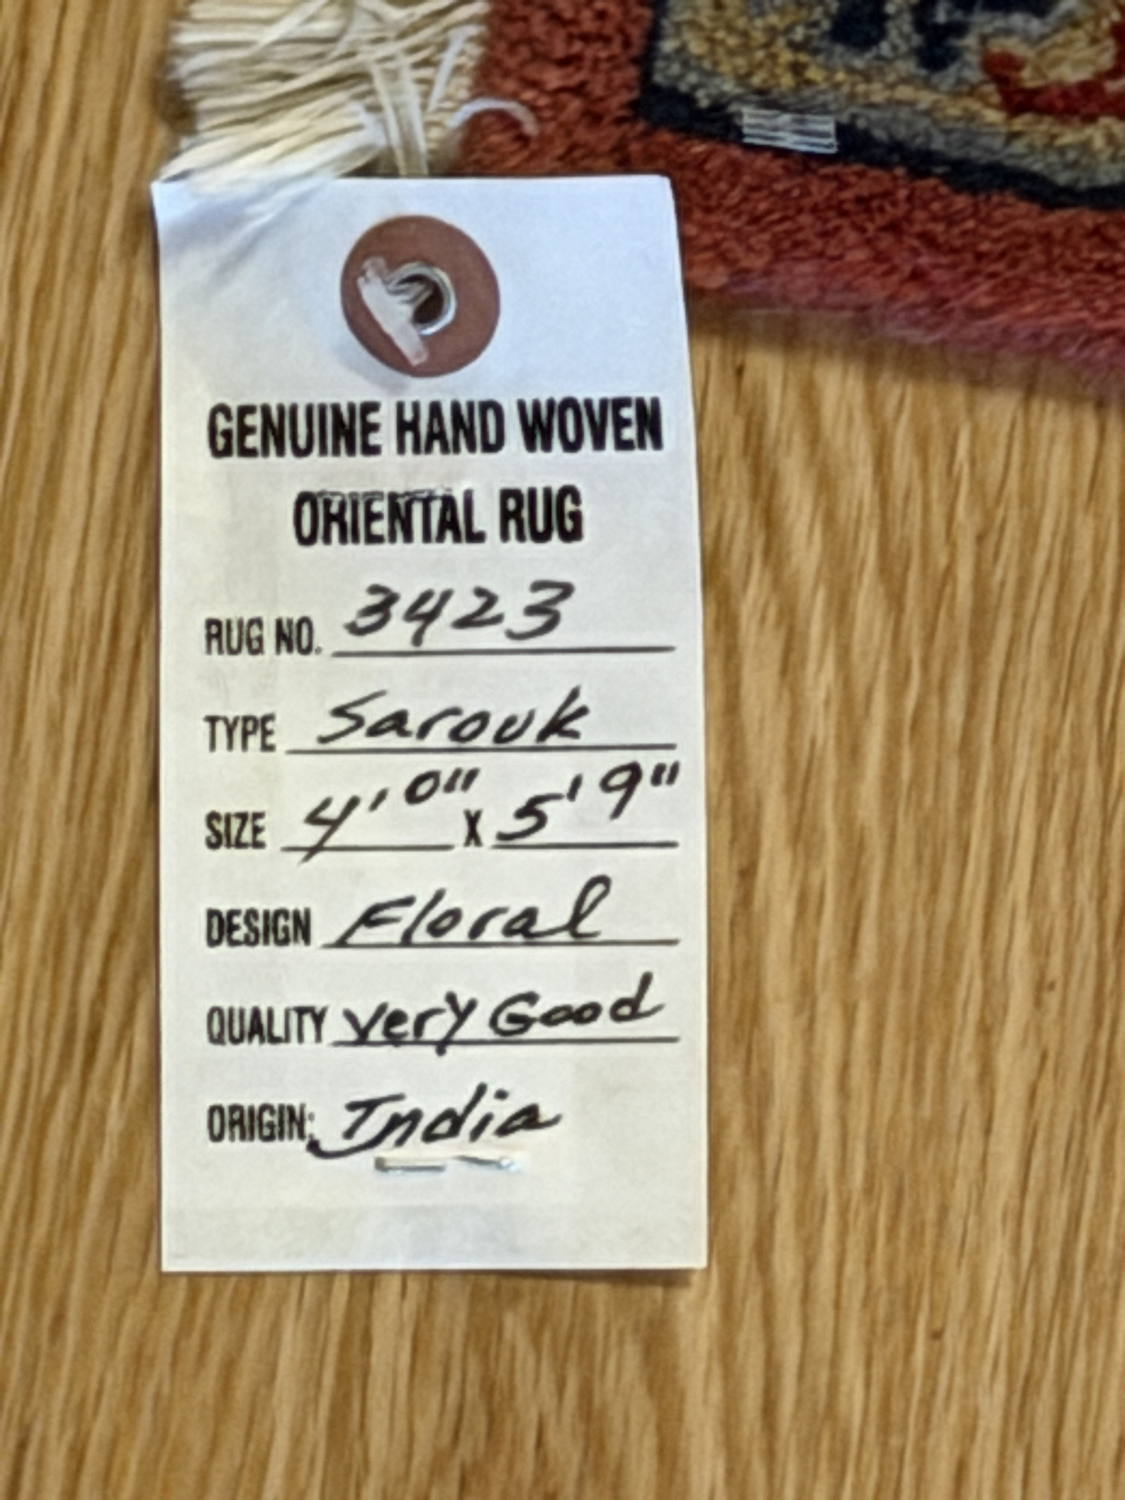 GENUINE HAND WOVEN
ORIENTAL RUG
RUG NO. 3423
TYPE Sarouk
SIZE 4'0" X 5'9"
DESIGN Floral
QUALITY very Good
ORIGIN: India